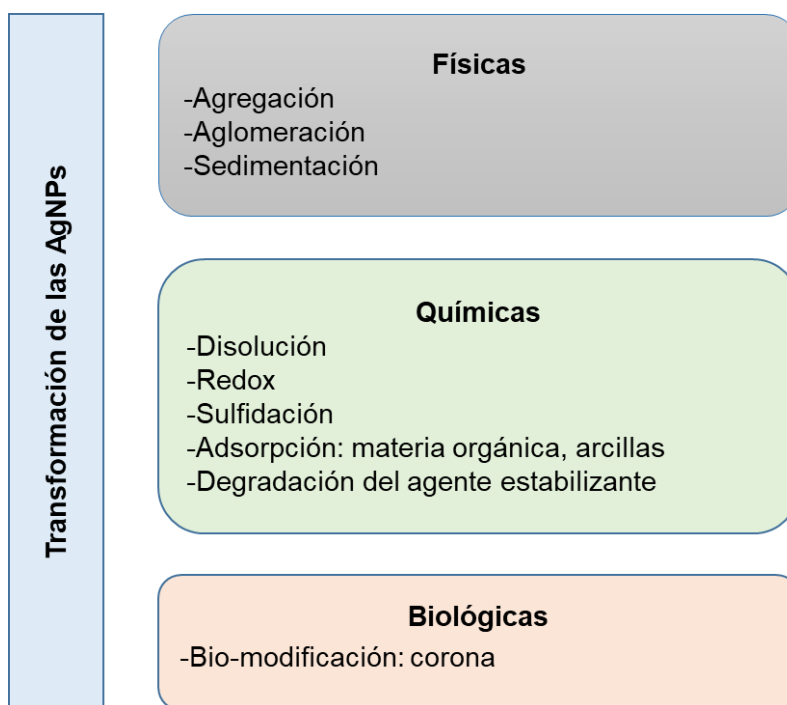 Transformación de las AgNPs
Físicas
-Agregación
-Aglomeración
-Sedimentación
Químicas
-Disolución
-Redox
-Sulfidación
-Adsorpción: materia orgánica, arcillas
-Degradación del agente estabilizante
Biológicas
-Bio-modificación: corona